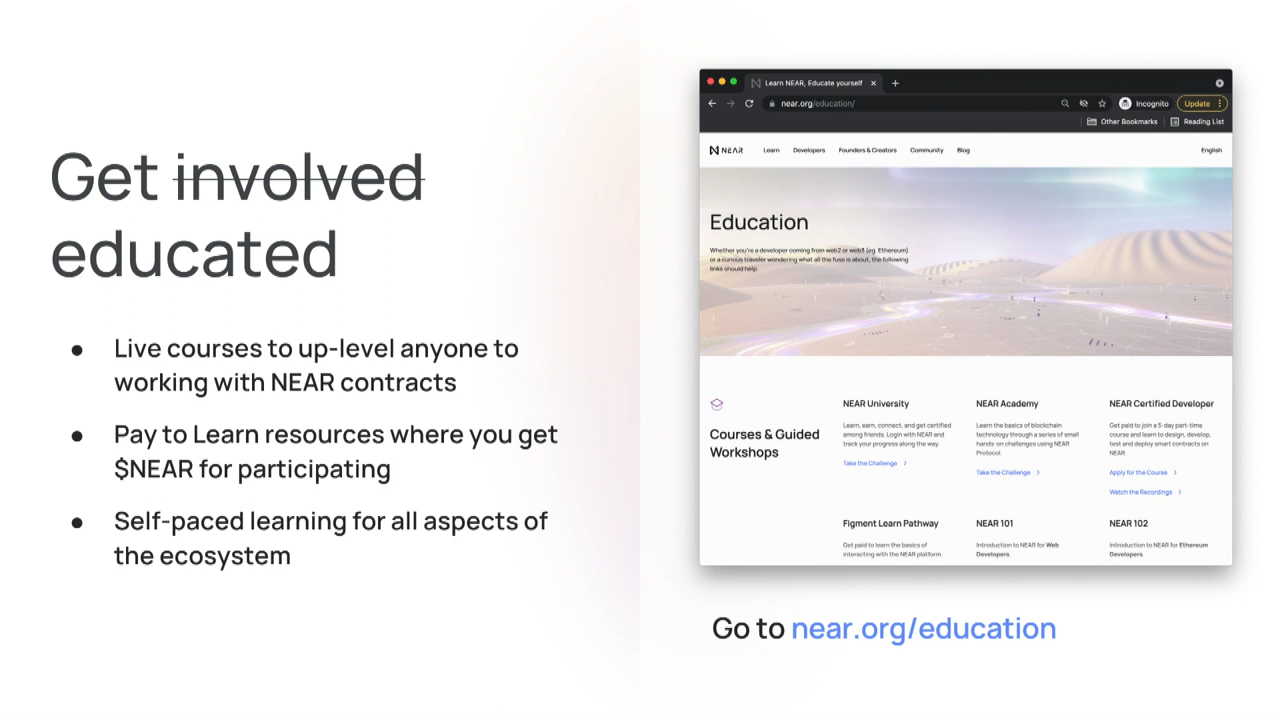 Get involved
educated
● Live courses to up-level anyone to
working with NEAR contracts
● Pay to Learn resources where you get
$NEAR for participating
● Self-paced learning for all aspects of
the ecosystem
Learn NEAR, Educate yourself
near.org/education/
Incognito
Update
Other Bookmarks
Reading List
NEAR
Learn
Developers
Founders & Creators
Community
Blog
English
Education
Whether you're a developer coming from web2 or web3 (eg. Ethereum)
or a curious traveler wondering what all the fuss is about, the following
links should help.
Courses & Guided
Workshops
NEAR University
Learn, earn, connect, and get certified
among friends. Login with NEAR and
track your progress along the way.
Take the Challenge
NEAR Academy
Learn the basics of blockchain
technology through a series of small
hands-on challenges using NEAR
Protocol.
Take the Challenge
NEAR Certified Developer
Get paid to join a 5-day part-time
course and learn to design, develop,
test and deploy smart contracts on
NEAR.
Apply for the Course
Watch the Recordings
Figment Learn Pathway
Get paid to learn the basics of
interacting with the NEAR platform.
NEAR 101
Introduction to NEAR for Web
Developers.
NEAR 102
Introduction to NEAR for Ethereum
Developers.
Go to near.org/education